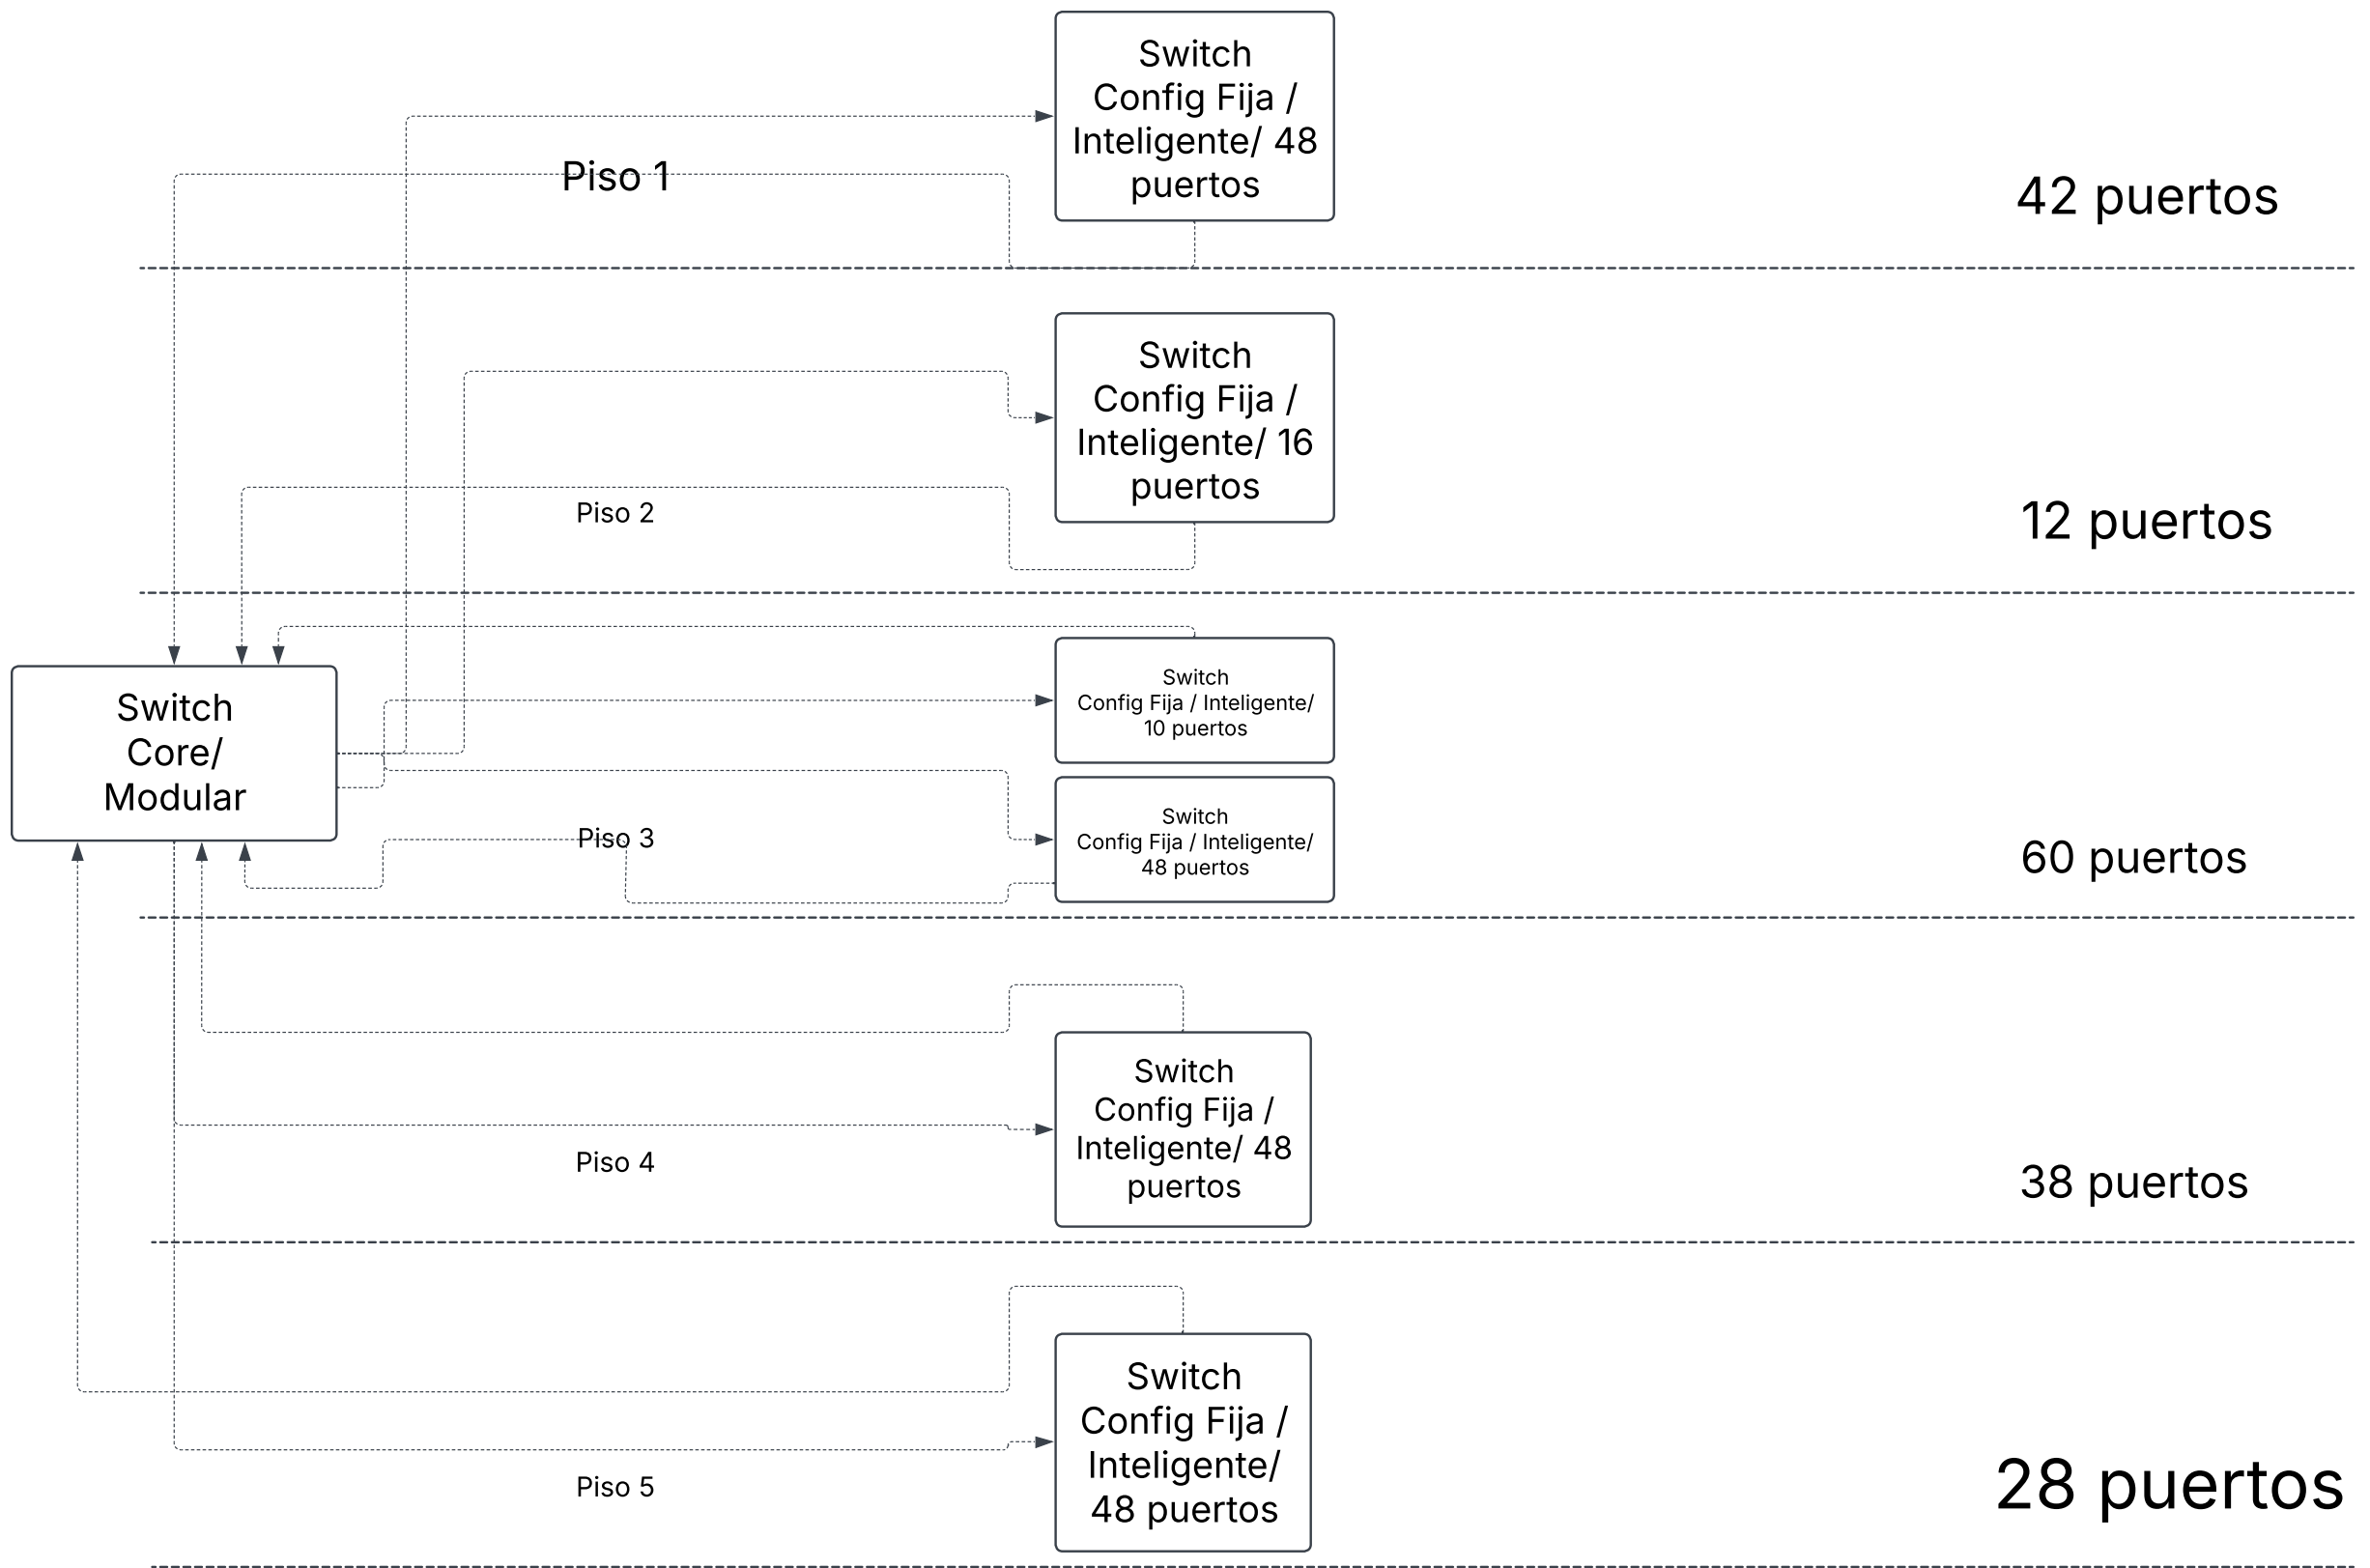 Switch
Config Fija /
Inteligente/ 48
puertos
Piso 1
42 puertos
Switch
Config Fija /
Inteligente/ 16
puertos
Piso 2
12 puertos
Switch
Core/
Modular
Switch
Config Fija / Inteligente/
10 puertos
Switch
Config Fija / Inteligente/
48 puertos
Piso 3
60 puertos
Switch
Config Fija /
Inteligente/ 48
puertos
Piso 4
38 puertos
Switch
Config Fija /
Inteligente/
48 puertos
Piso 5
28 puertos